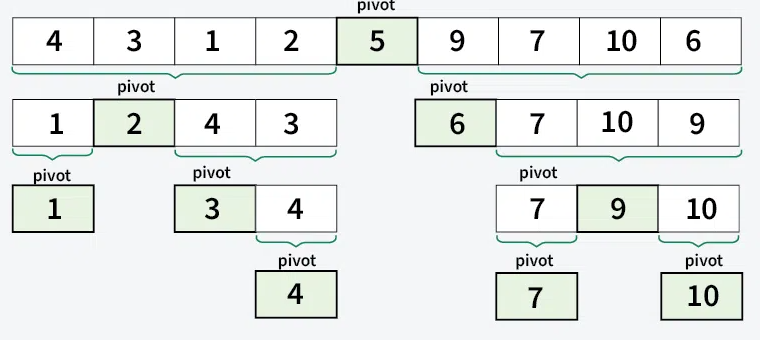 pivot
4 3 1 2 5 9 7 10 6
pivot pivot
1 2 4 3 6 7 10 9
pivot pivot pivot
1 3 4 7 9 10
pivot pivot pivot
4 7 10